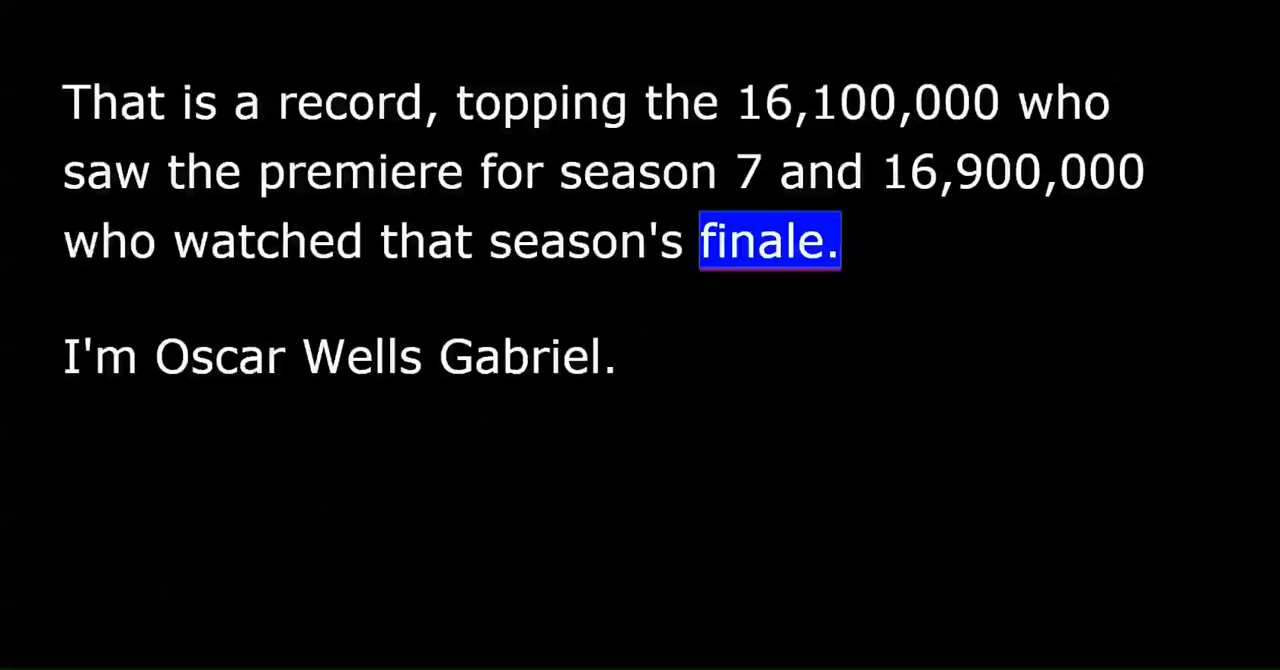 That is a record, topping the 16,100,000 who
saw the premiere for season 7 and 16,900,000
who watched that season's finale.
I'm Oscar Wells Gabriel.